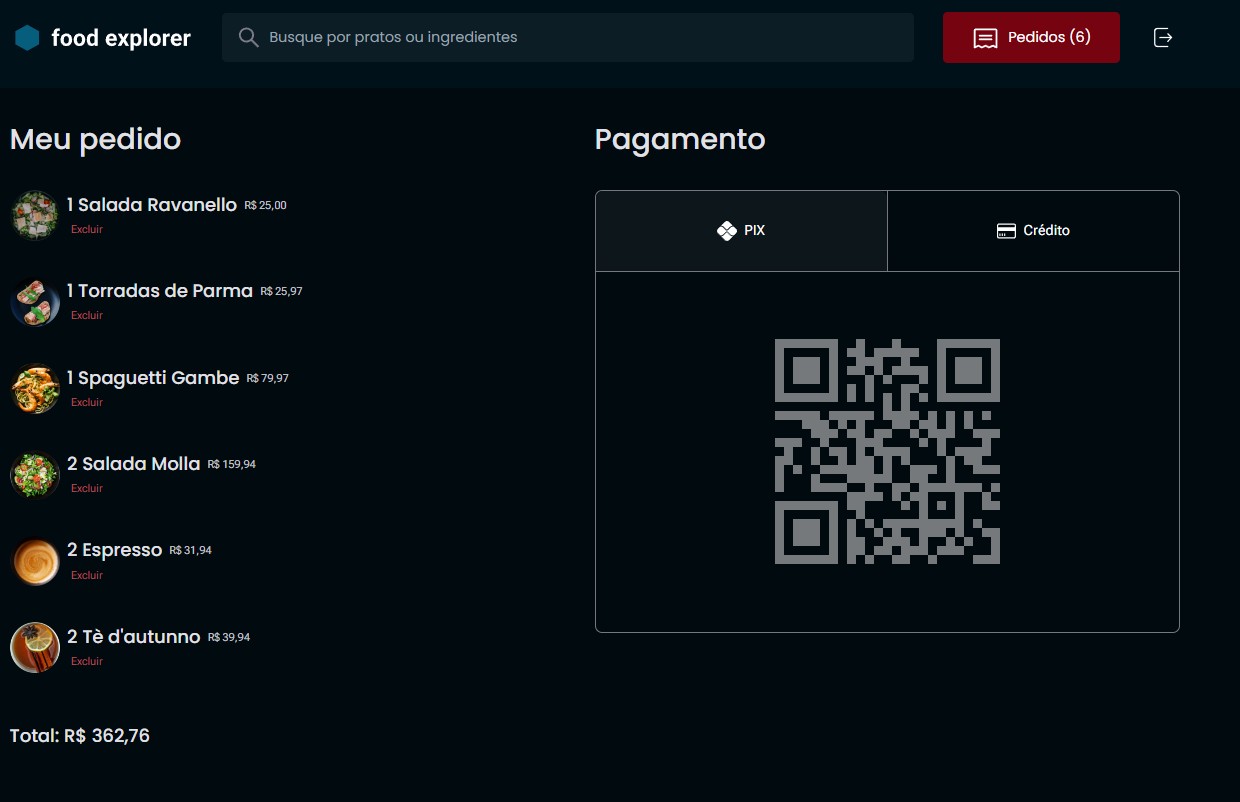 food explorer
Busque por pratos ou ingredientes
Pedidos (6)
Meu pedido
1 Salada Ravanello R$ 25,00
Excluir
1 Torradas de Parma R$ 25,97
Excluir
1 Spaguetti Gambe R$ 79,97
Excluir
2 Salada Molla R$ 159,94
Excluir
2 Espresso R$ 31,94
Excluir
2 Tè d'autunno R$ 39,94
Excluir
Total: R$ 362,76
Pagamento
PIX
Crédito